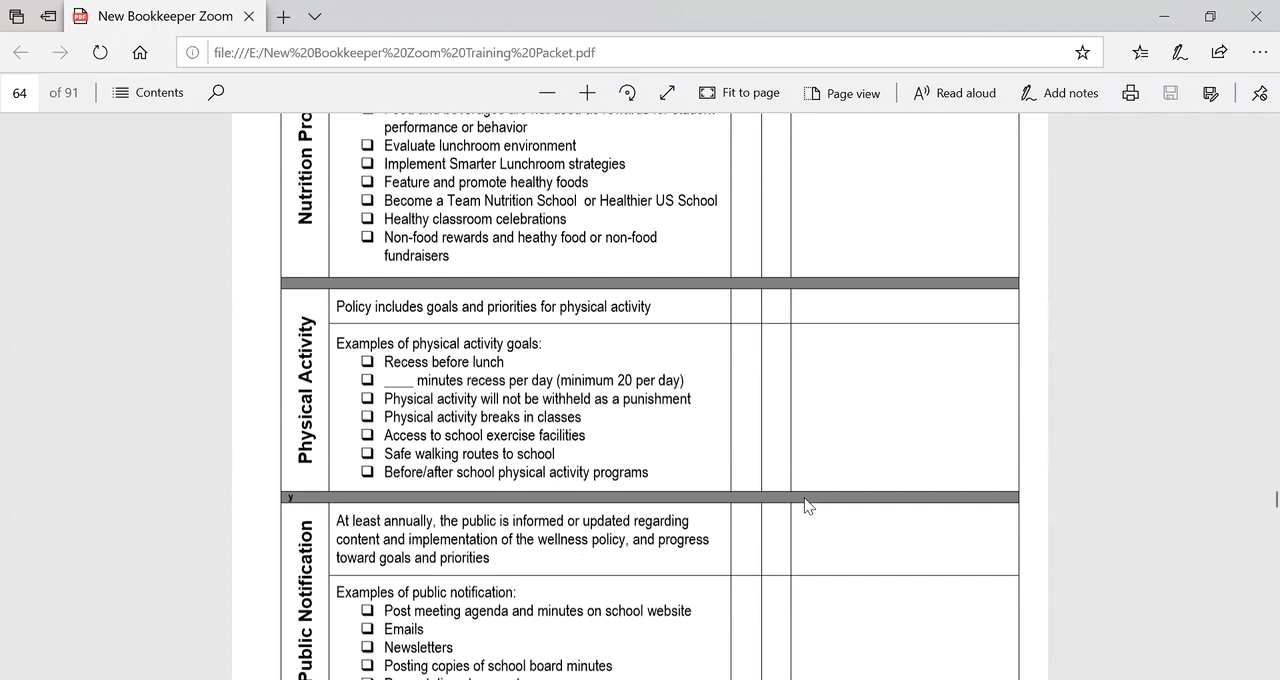 New Bookkeeper Zoom
file:///E:/New%20Bookkeeper%20Zoom%20Training%20Packet.pdf
64 of 91 Contents Fit to page Page view Read aloud Add notes
Nutrition Pro
performance or behavior
Evaluate lunchroom environment
Implement Smarter Lunchroom strategies
Feature and promote healthy foods
Become a Team Nutrition School or Healthier US School
Healthy classroom celebrations
Non-food rewards and heathy food or non-food
fundraisers
Physical Activity
Policy includes goals and priorities for physical activity
Examples of physical activity goals:
Recess before lunch
____ minutes recess per day (minimum 20 per day)
Physical activity will not be withheld as a punishment
Physical activity breaks in classes
Access to school exercise facilities
Safe walking routes to school
Before/after school physical activity programs
y
Public Notification
At least annually, the public is informed or updated regarding
content and implementation of the wellness policy, and progress
toward goals and priorities
Examples of public notification:
Post meeting agenda and minutes on school website
Emails
Newsletters
Posting copies of school board minutes